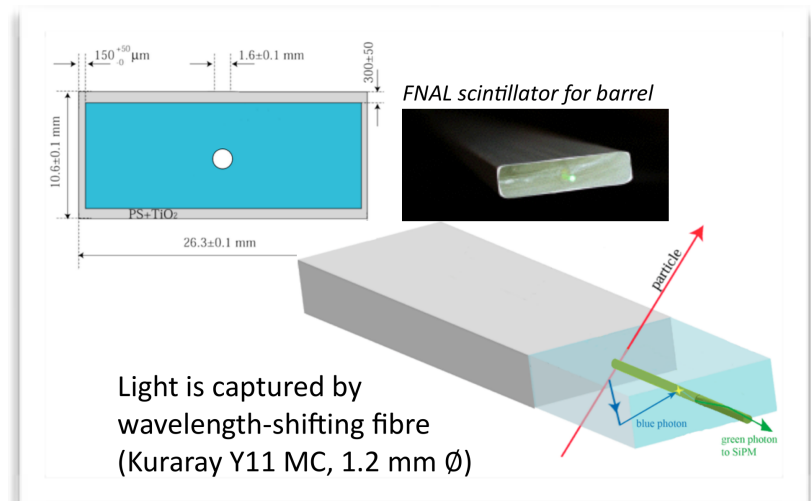 150 +50 -0 μm
1.6±0.1 mm
300±50
FNAL scintillator for barrel
10.6±0.1 mm
PS+TiO2
26.3±0.1 mm
particle
Light is captured by
wavelength-shifting fibre
(Kuraray Y11 MC, 1.2 mm Ø)
blue photon
green photon
to SiPM